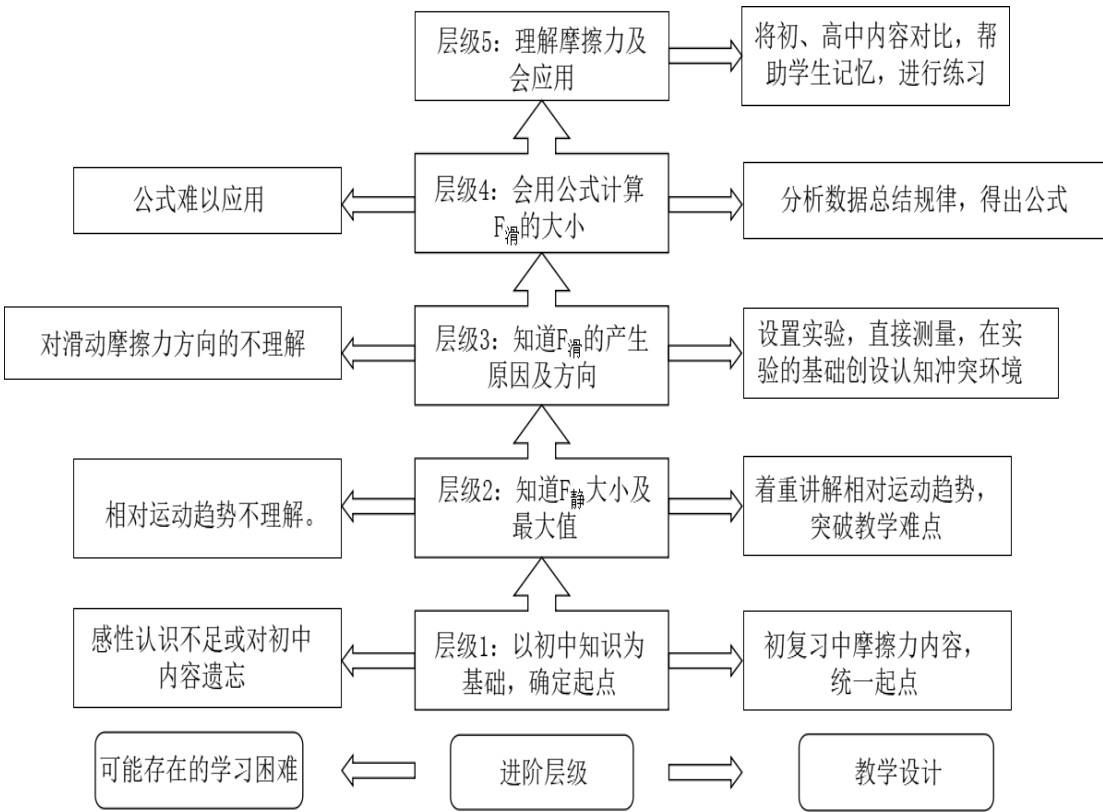 层级5：理解摩擦力及
会应用
将初、高中内容对比，帮
助学生记忆，进行练习
公式难以应用
层级4：会用公式计算
F滑的大小
分析数据总结规律，得出公式
对滑动摩擦力方向的不理解
层级3：知道F滑的产生
原因及方向
设置实验，直接测量，在实
验的基础创设认知冲突环境
相对运动趋势不理解。
层级2：知道F静大小及
最大值
着重讲解相对运动趋势，
突破教学难点
感性认识不足或对初中
内容遗忘
层级1：以初中知识为
基础，确定起点
初复习中摩擦力内容，
统一起点
可能存在的学习困难
进阶层级
教学设计